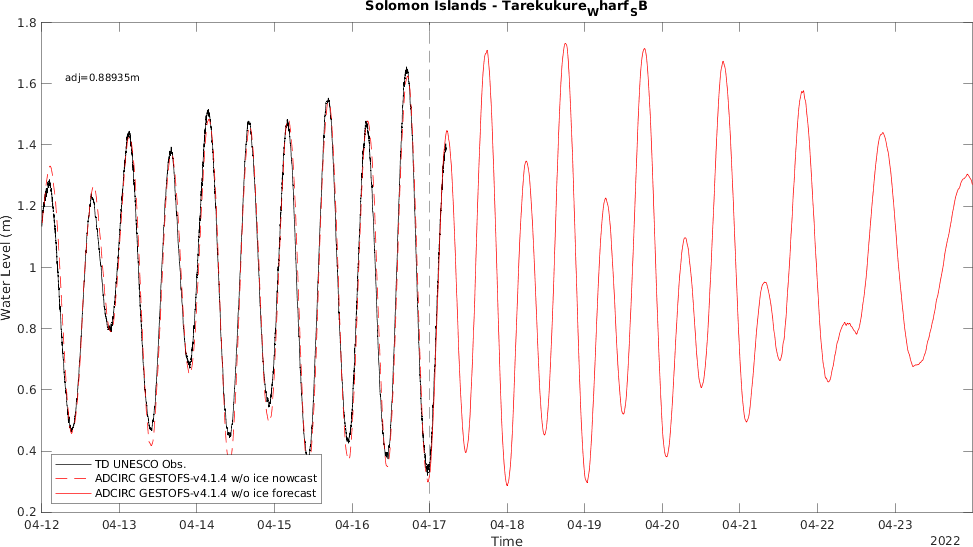 Solomon Islands - Tarekukure_Wharf_SB
1.8
1.6
1.4
1.2
1
0.8
0.6
0.4
0.2
Water Level (m)
adj=0.88935m
TD UNESCO Obs.
ADCIRC GESTOFS-v4.1.4 w/o ice nowcast
ADCIRC GESTOFS-v4.1.4 w/o ice forecast
04-12 04-13 04-14 04-15 04-16 04-17 04-18 04-19 04-20 04-21 04-22 04-23
Time
2022